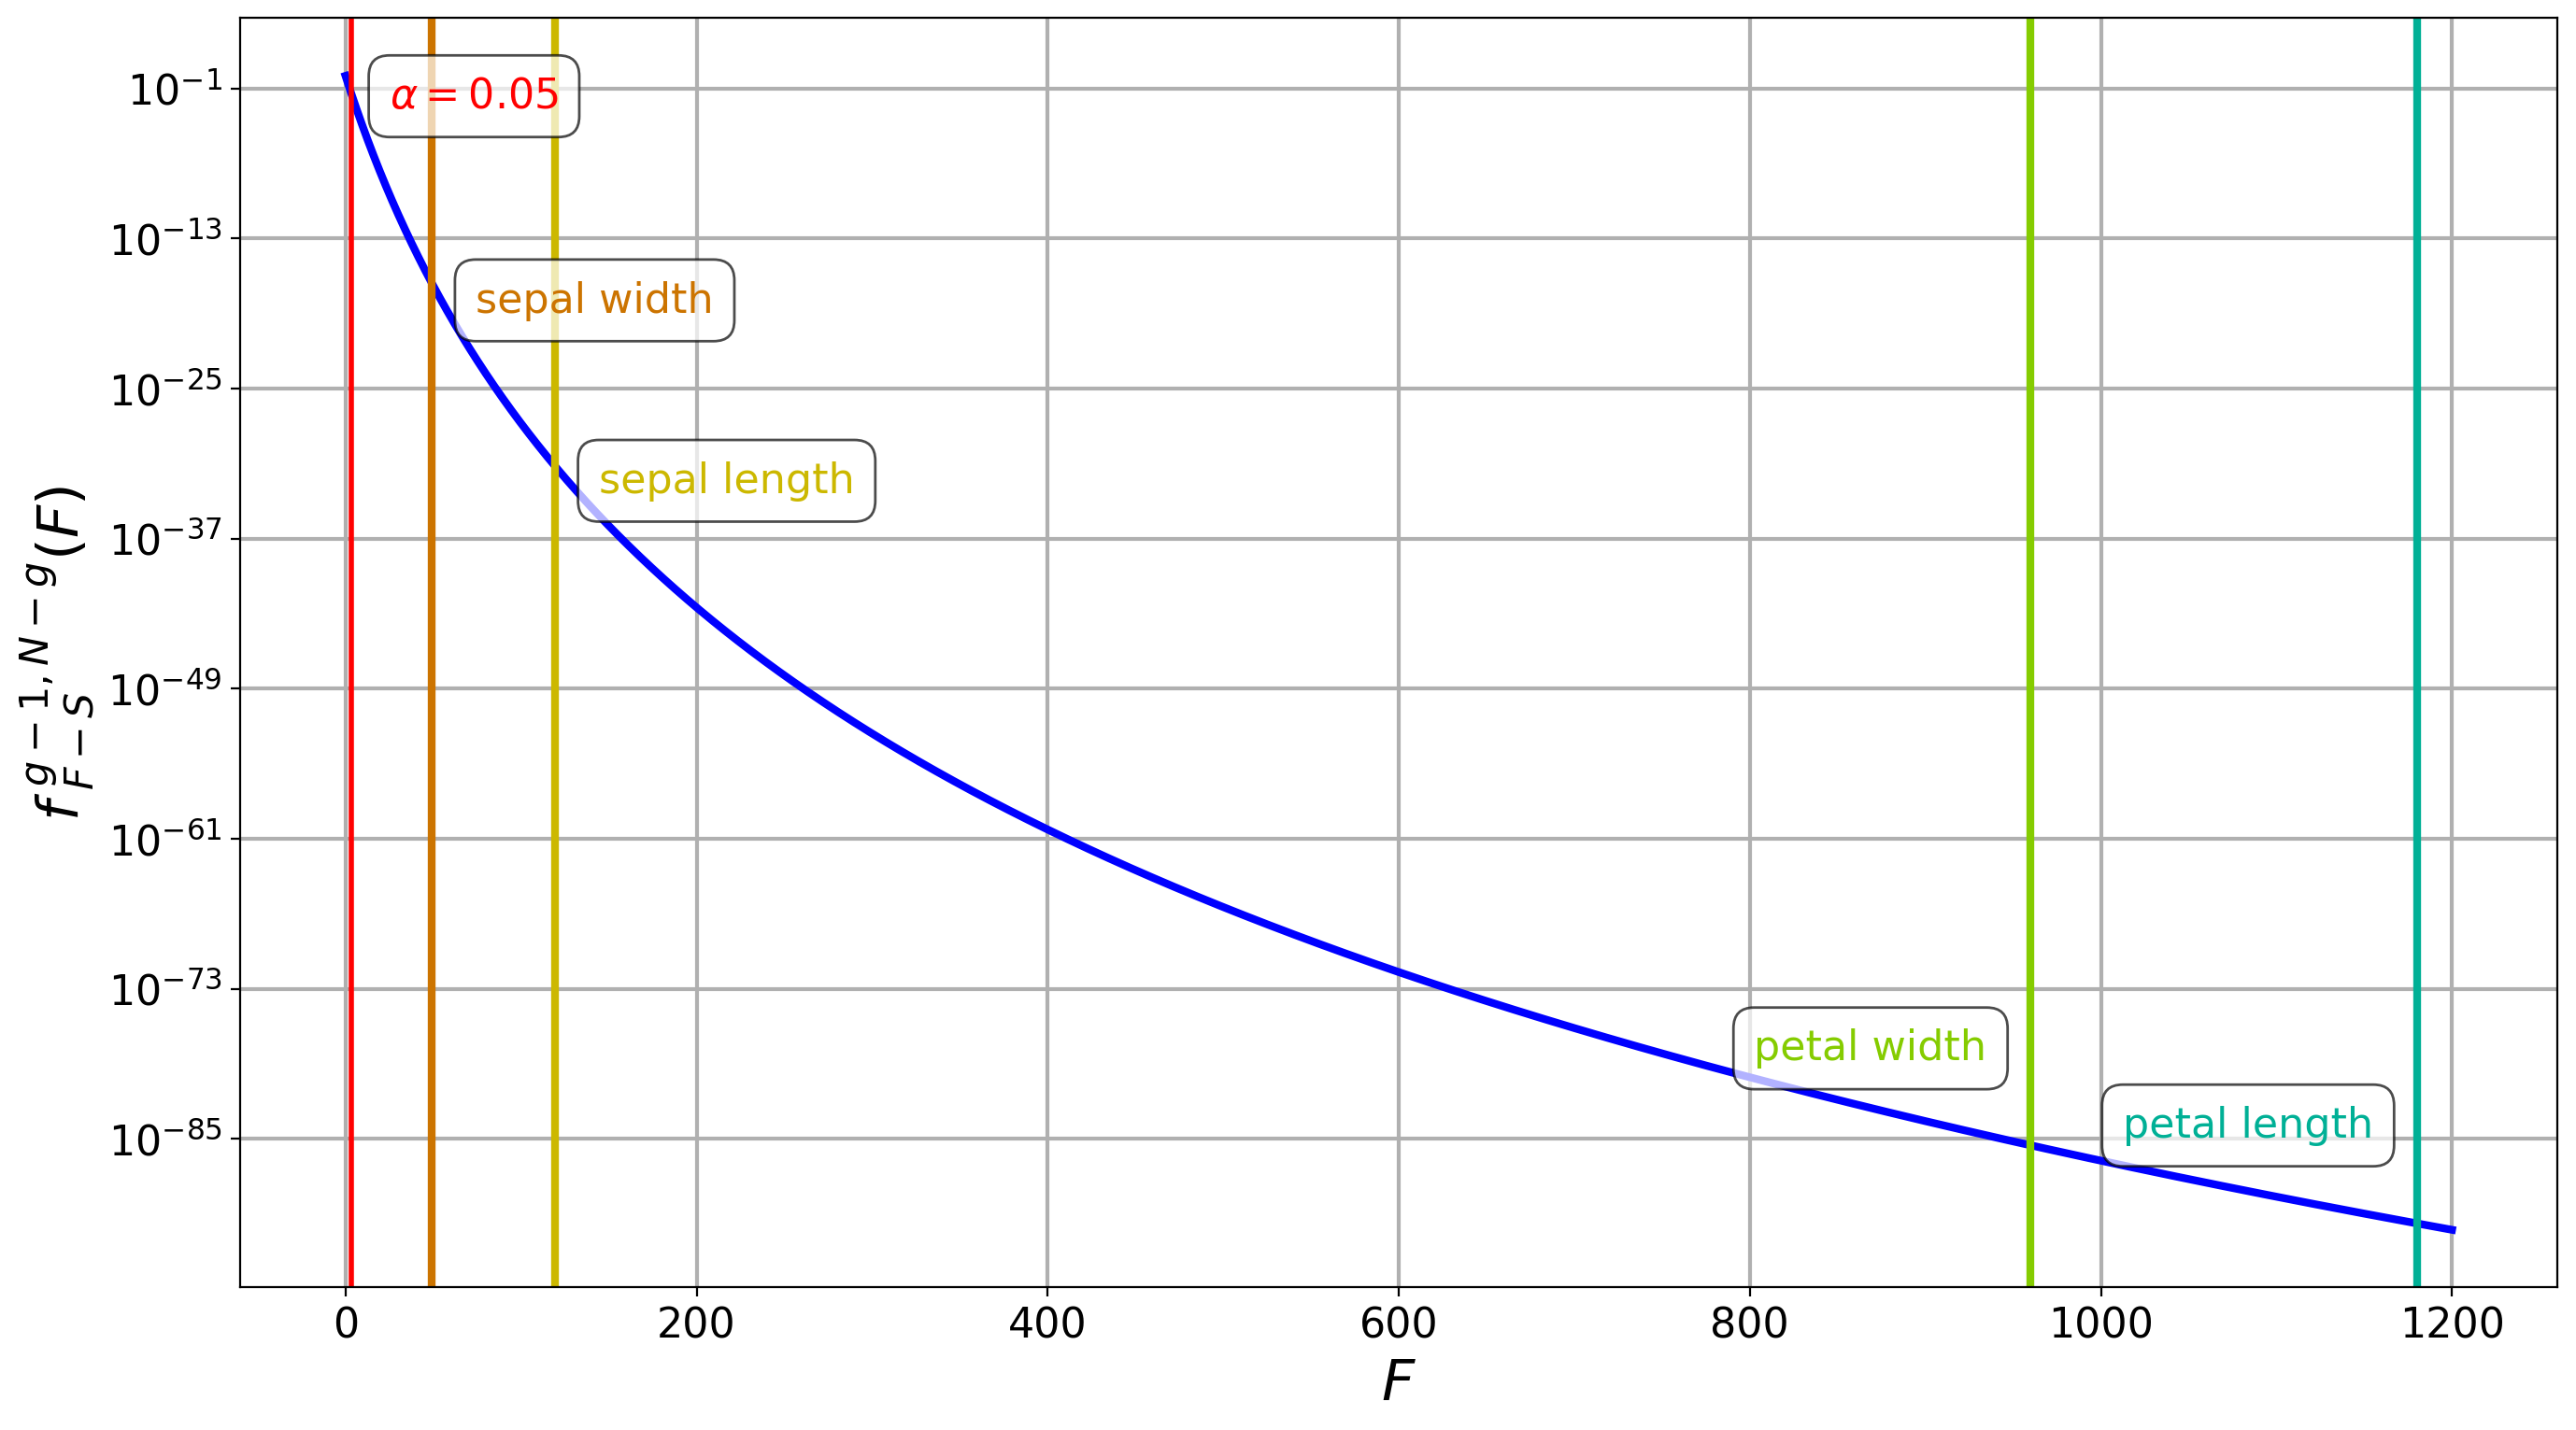 α = 0.05
sepal width
sepal length
petal width
petal length
10⁻¹
10⁻¹³
10⁻²⁵
10⁻³⁷
10⁻⁴⁹
10⁻⁶¹
10⁻⁷³
10⁻⁸⁵
f_{F−S}^{g−1, N−g}(F)
0 200 400 600 800 1000 1200
F